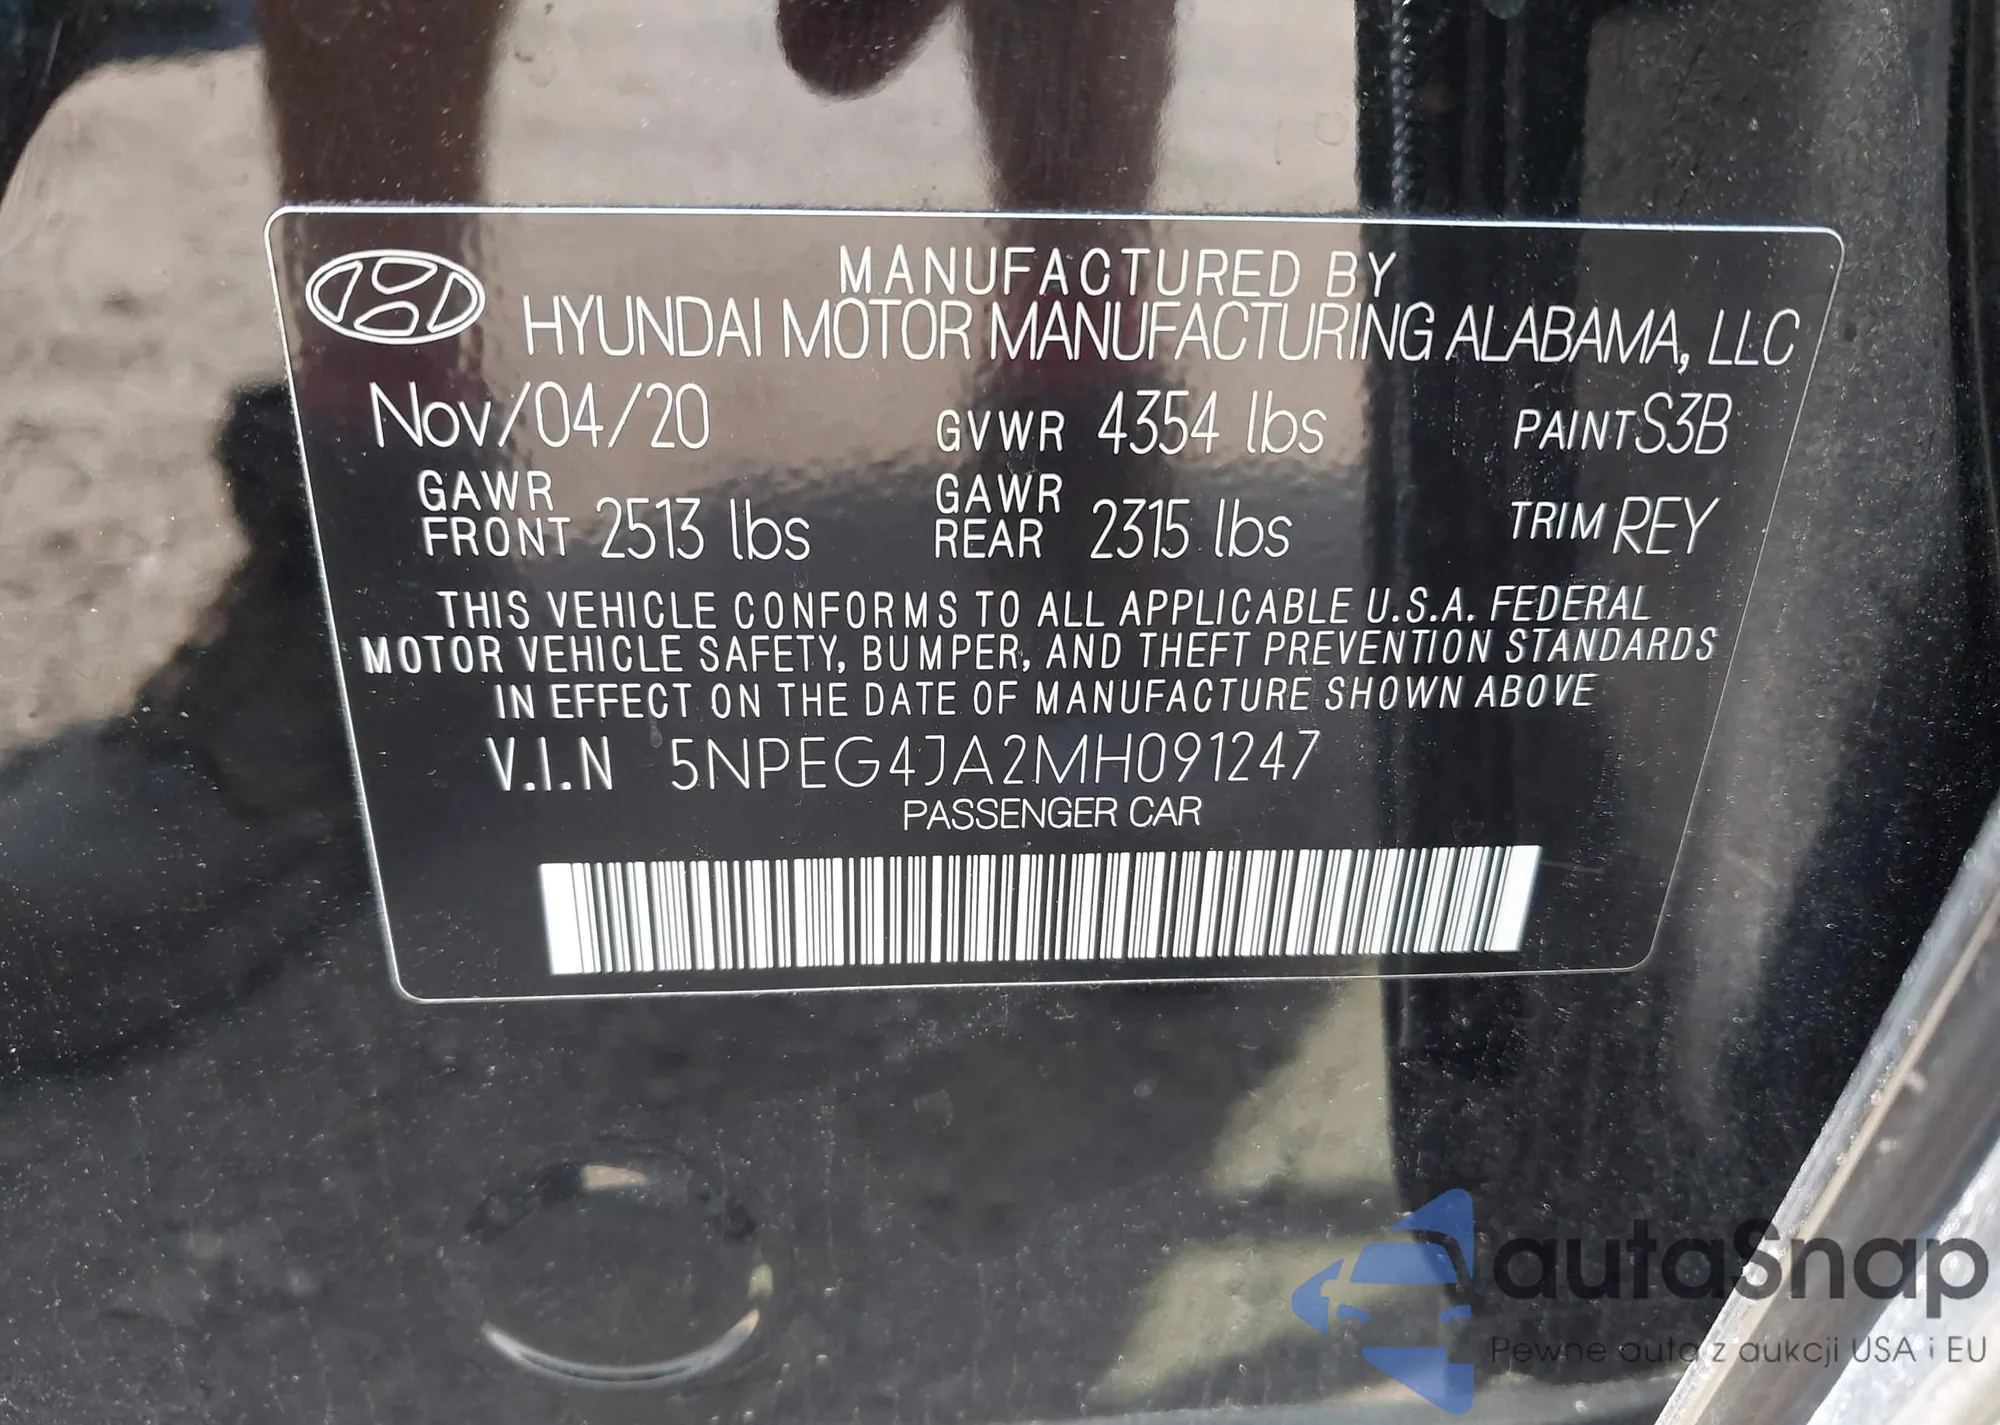 MANUFACTURED BY
HYUNDAI MOTOR MANUFACTURING ALABAMA, LLC
Nov/04/20 GVWR 4354 lbs PAINT S3B
GAWR FRONT 2513 lbs GAWR REAR 2315 lbs TRIM REY
THIS VEHICLE CONFORMS TO ALL APPLICABLE U.S.A. FEDERAL
MOTOR VEHICLE SAFETY, BUMPER, AND THEFT PREVENTION STANDARDS
IN EFFECT ON THE DATE OF MANUFACTURE SHOWN ABOVE
V.I.N 5NPEG4JA2MH091247
PASSENGER CAR
autaSnap
Pewne auta z aukcji USA i EU